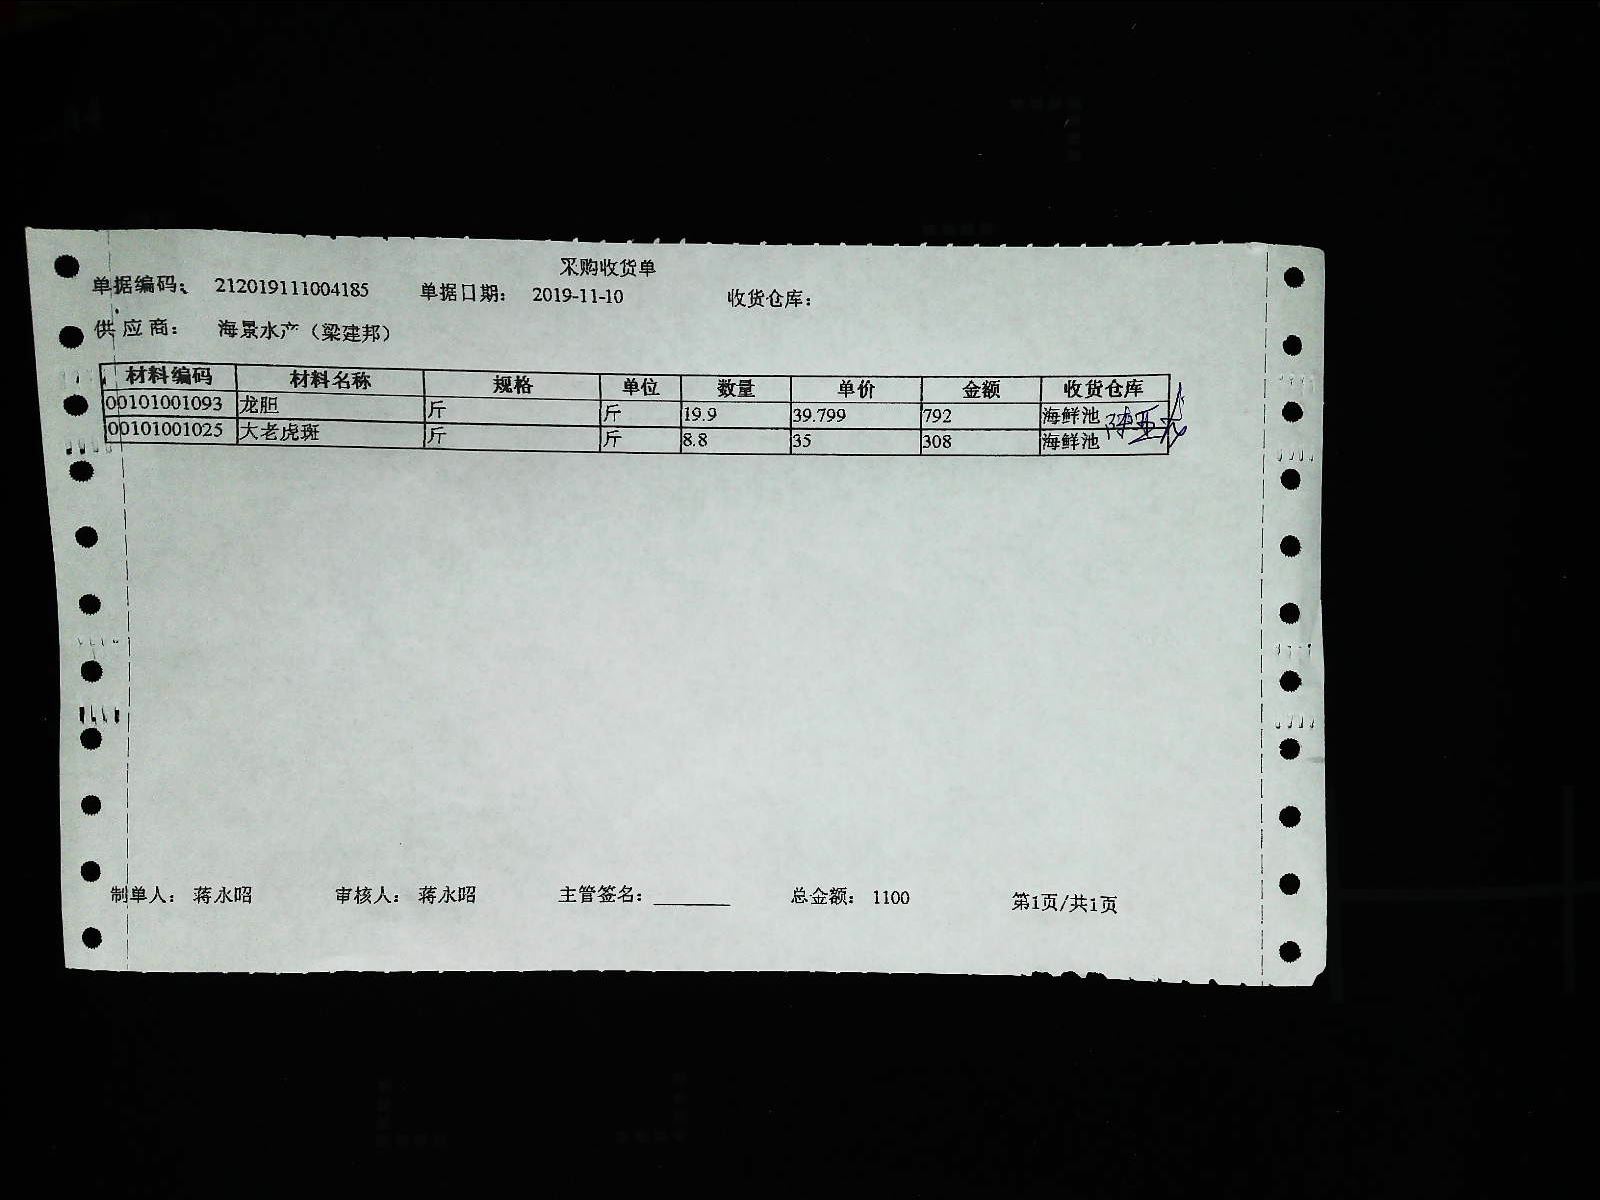 采购收货单
单据编码: 212019111004185 单据日期: 2019-11-10 收货仓库:
供应商: 海景水产（梁建邦）
材料编码 材料名称 规格 单位 数量 单价 金额 收货仓库
00101001093 龙胆 斤 斤 19.9 39.799 792 海鲜池
00101001025 大老虎斑 斤 斤 8.8 35 308 海鲜池
制单人: 蒋永昭 审核人: 蒋永昭 主管签名: 总金额: 1100 第1页/共1页